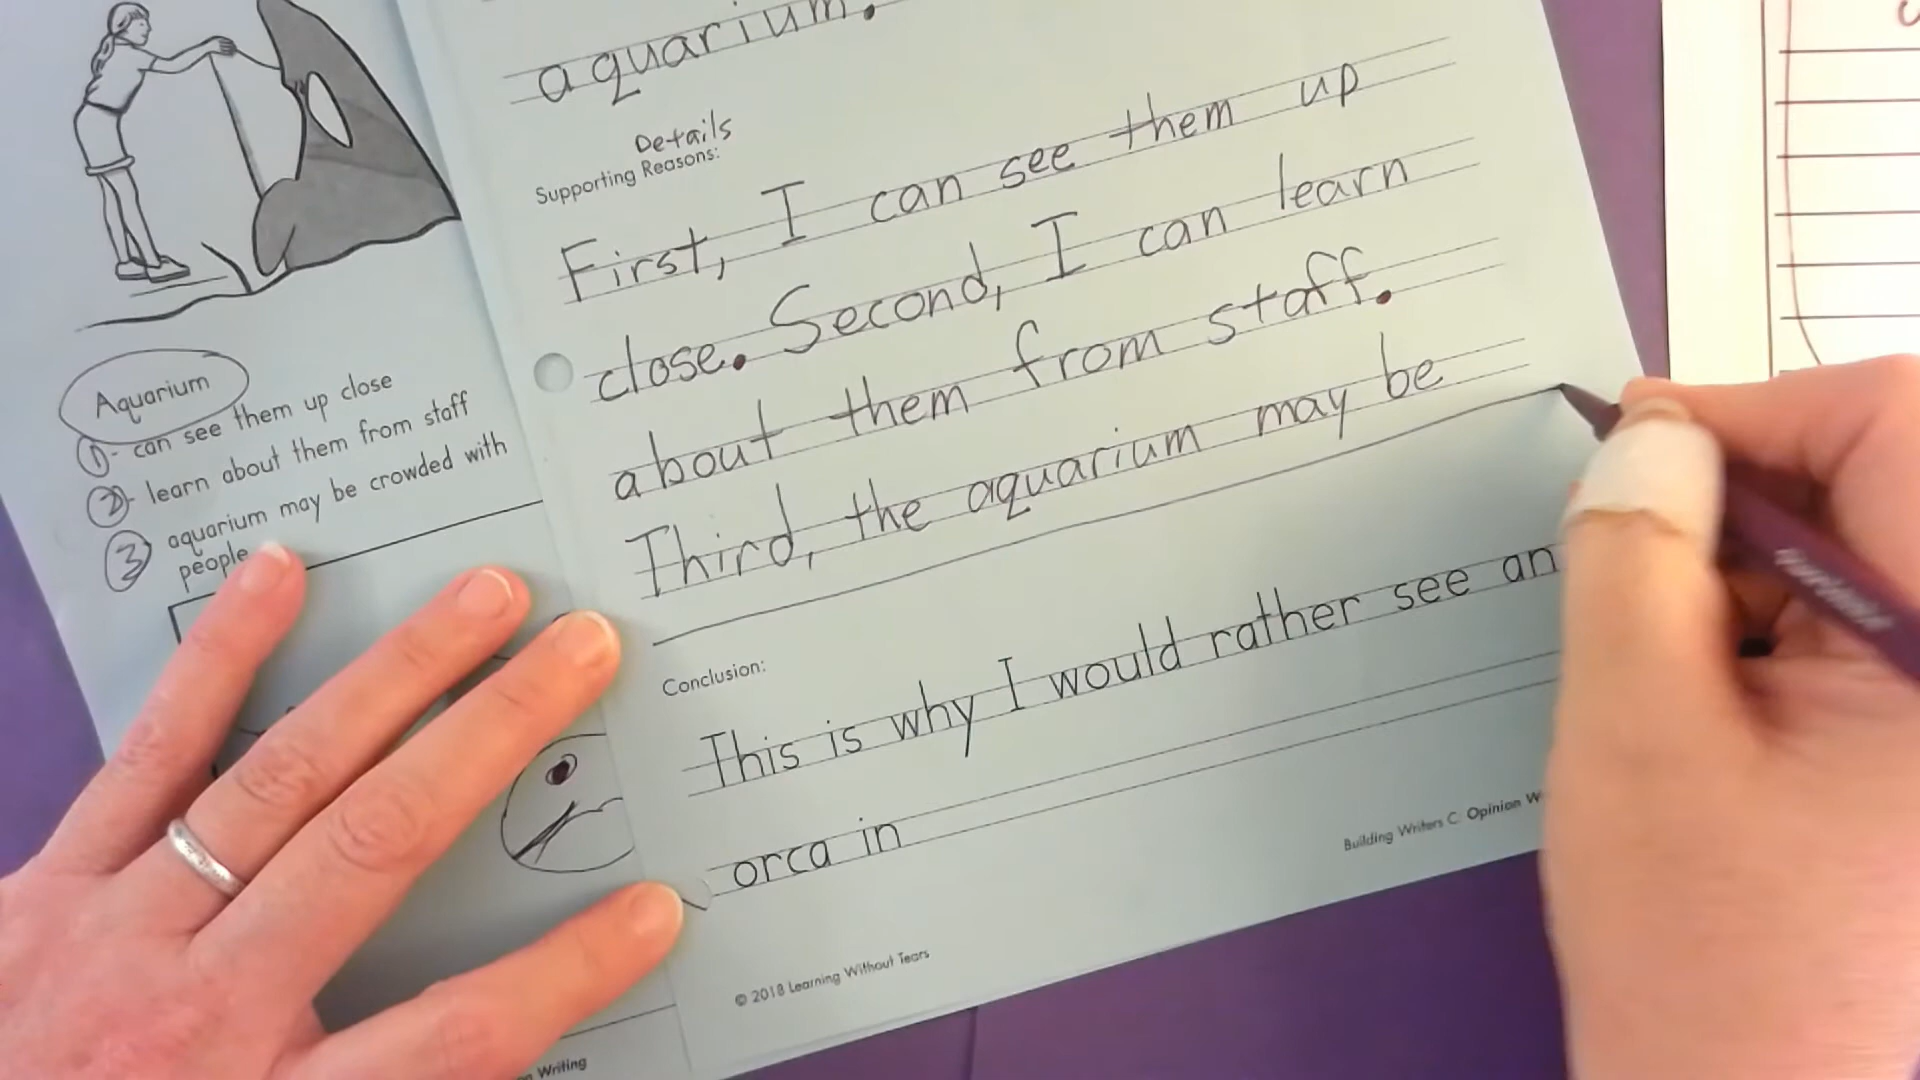 Aquarium
① - can see them up close
② - learn about them from staff
③ aquarium may be crowded with
people
aquarium.
Details
Supporting Reasons:
First, I can see them up
close. Second, I can learn
about them from staff.
Third, the aquarium may be
Conclusion:
This is why I would rather see an
orca in
Building Writers C: Opinion
© 2018 Learning Without Tears
Writing